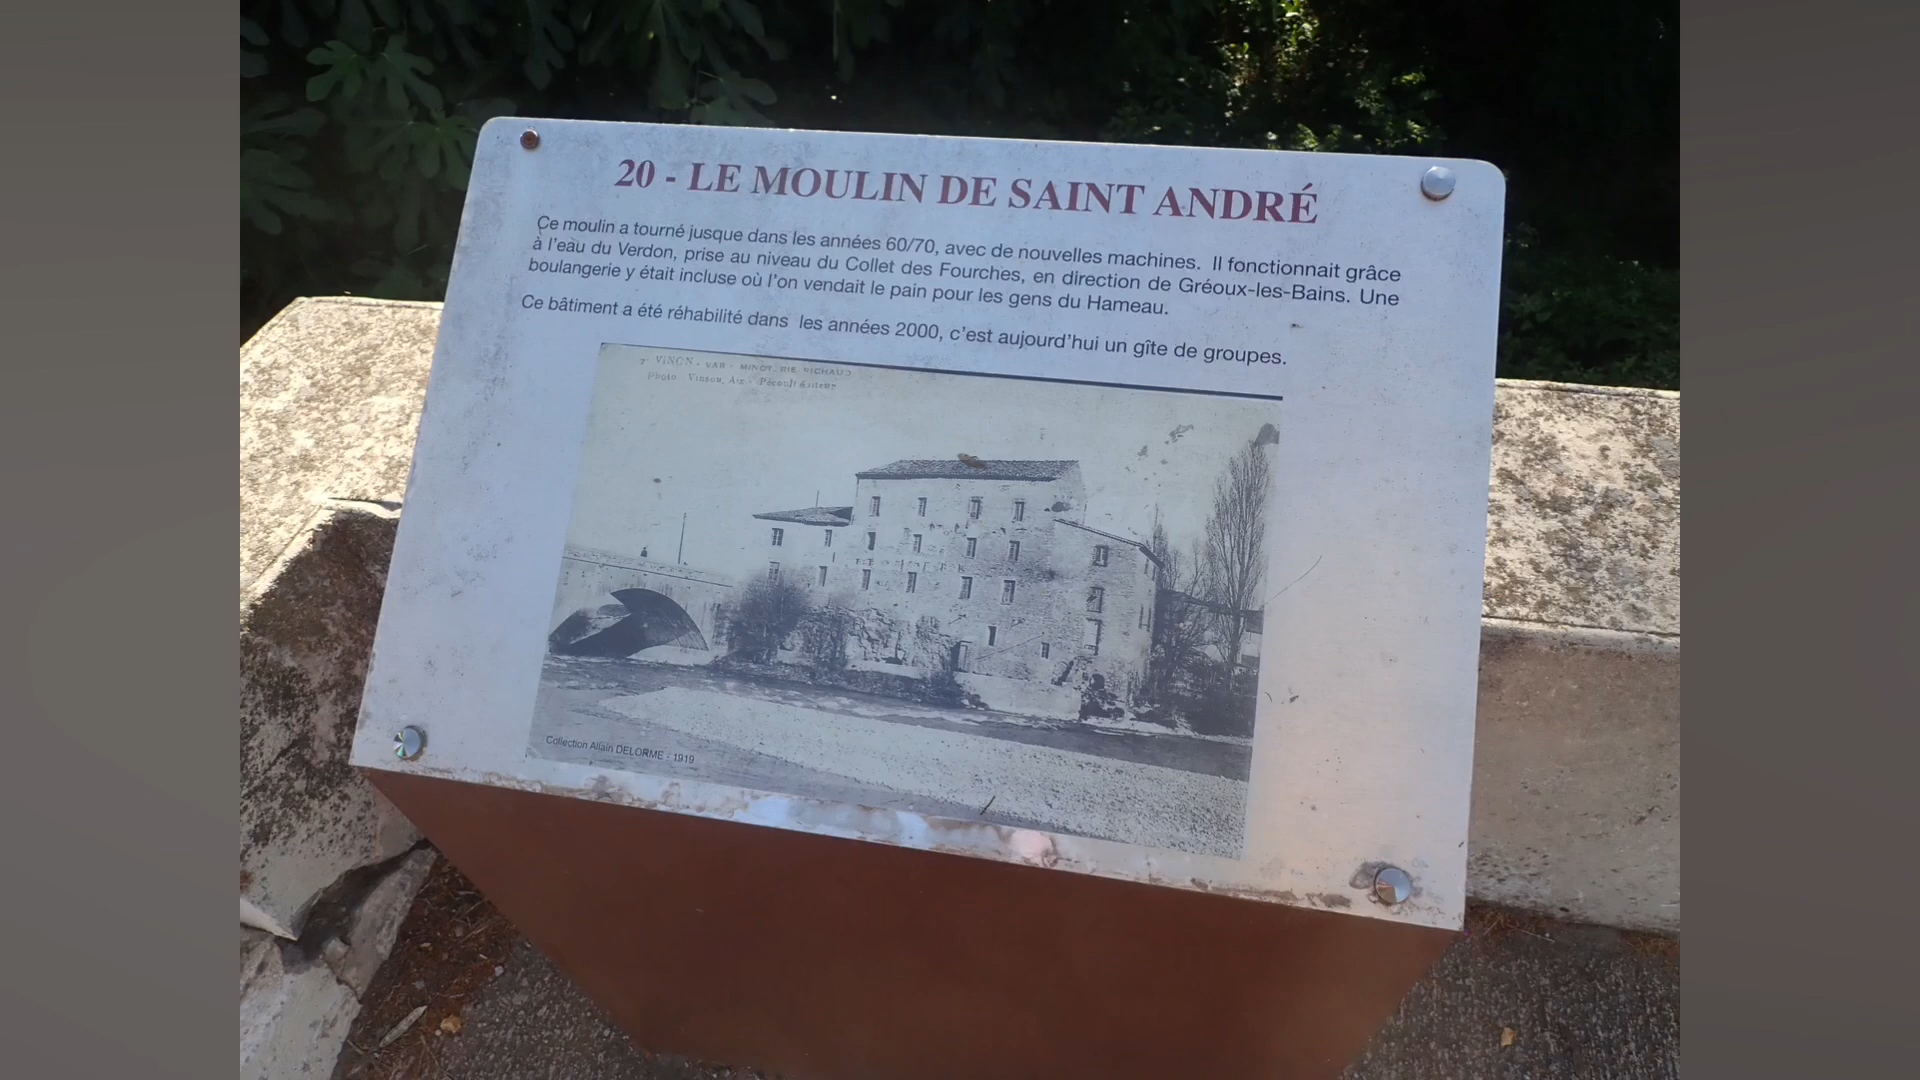 20 - LE MOULIN DE SAINT ANDRÉ
Ce moulin a tourné jusque dans les années 60/70, avec de nouvelles machines. Il fonctionnait grâce
à l'eau du Verdon, prise au niveau du Collet des Fourches, en direction de Gréoux-les-Bains. Une
boulangerie y était incluse où l'on vendait le pain pour les gens du Hameau.
Ce bâtiment a été réhabilité dans les années 2000, c'est aujourd'hui un gîte de groupes.
VINON - VAR - MINOT RIE RICHAUD
Photo Vinson, Aix - Pécoult
Collection Allain DELORME - 1919